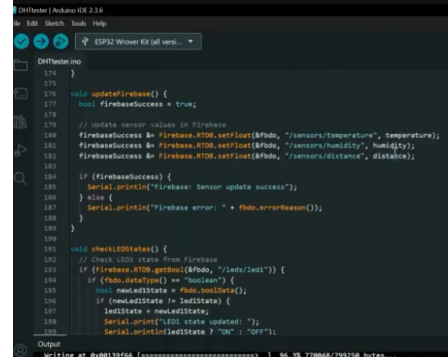 DHTtester | Arduino IDE 2.3.6
File Edit Sketch Tools Help
ESP32 Wrover Kit (all versi...
DHTtester.ino
174 }
175
176 void updateFirebase() {
177 bool firebaseSuccess = true;
178
179 // Update sensor values in Firebase
180 firebaseSuccess &= Firebase.RTDB.setFloat(&fbdo, "/sensors/temperature", temperature);
181 firebaseSuccess &= Firebase.RTDB.setFloat(&fbdo, "/sensors/humidity", humidity);
182 firebaseSuccess &= Firebase.RTDB.setFloat(&fbdo, "/sensors/distance", distance);
183
184 if (firebaseSuccess) {
185 Serial.println("Firebase: Sensor update success");
186 } else {
187 Serial.println("Firebase error: " + fbdo.errorReason());
188 }
189 }
190
191 void checkLEDStates() {
192 // Check LED1 state from Firebase
193 if (Firebase.RTDB.getBool(&fbdo, "/leds/led1")) {
194 if (fbdo.dataType() == "boolean") {
195 bool newLed1State = fbdo.boolData();
196 if (newLed1State != led1State) {
197 led1State = newLed1State;
198 Serial.print("LED1 state updated: ");
199 Serial.println(led1State ? "ON" : "OFF");
Output
Writing at 0x00139f66 [============================> ] 96.3% 770048/799250 bytes...